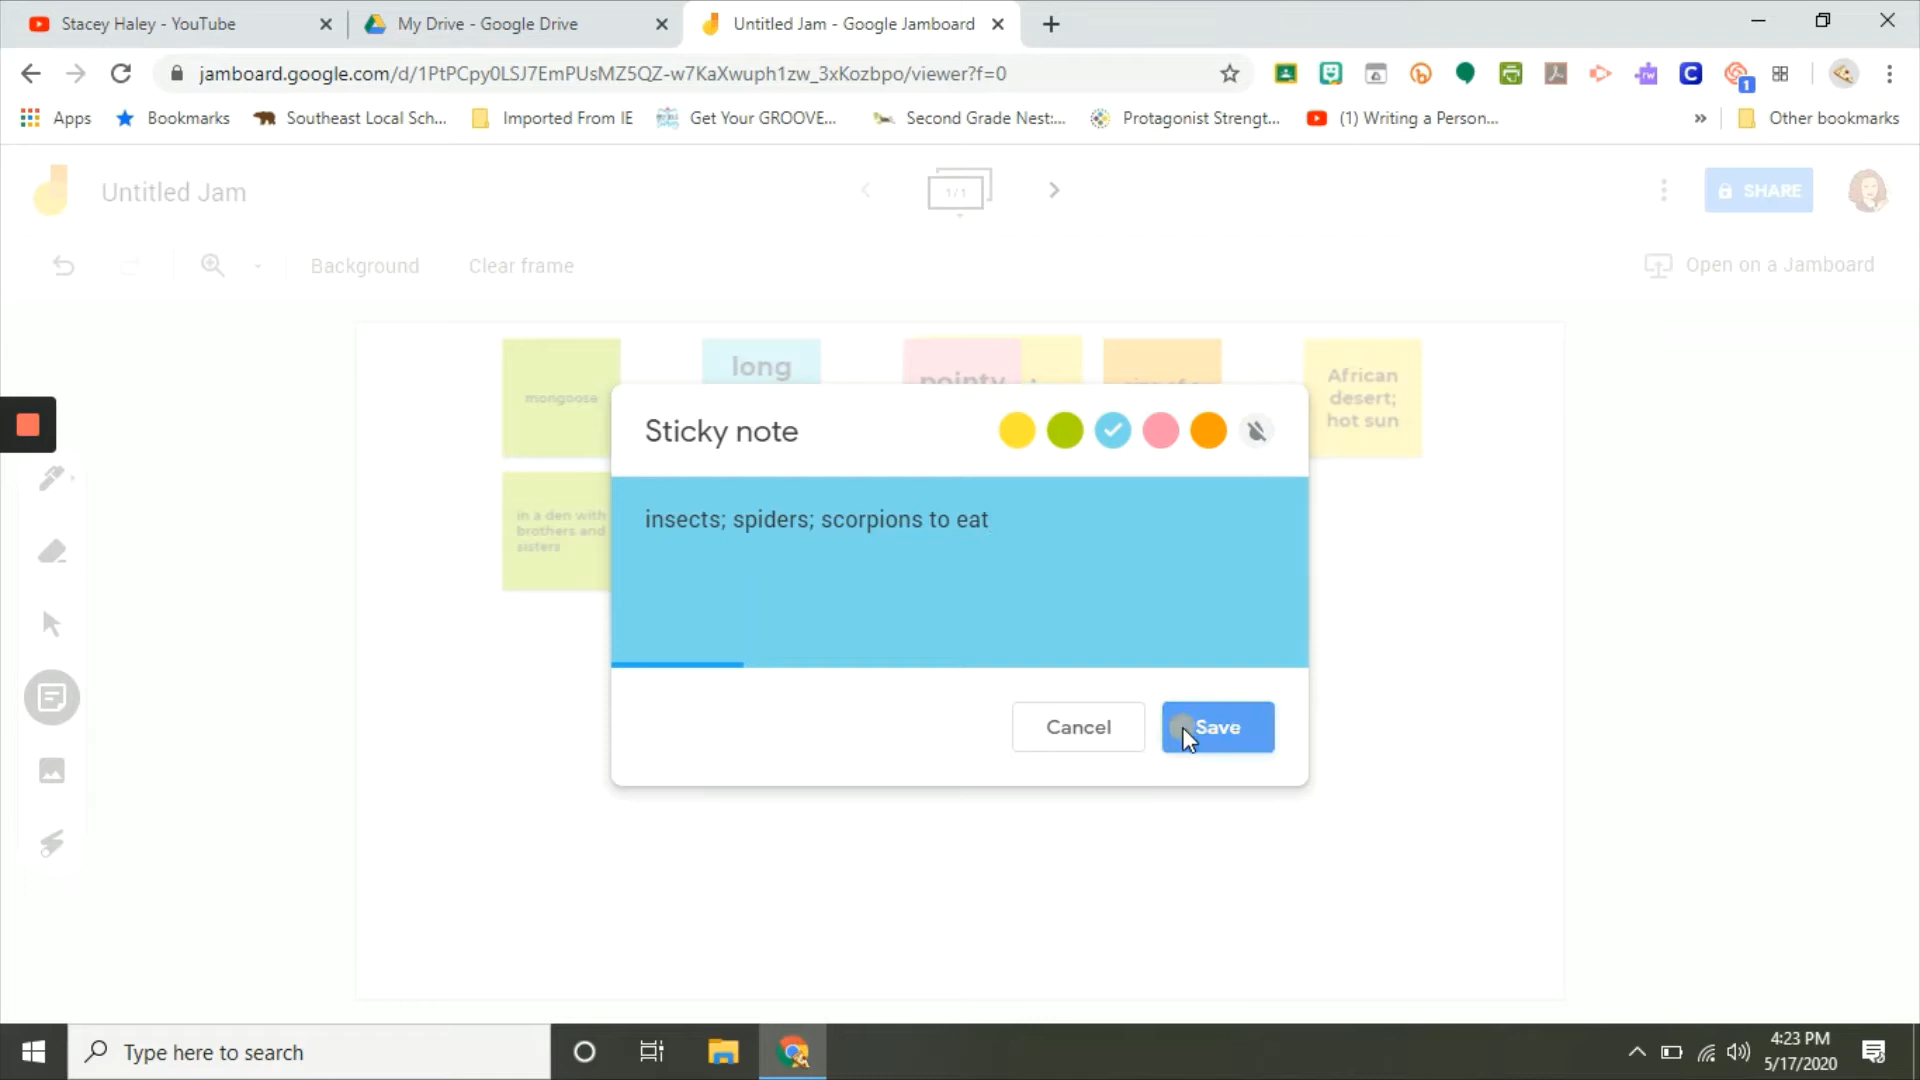 Stacey Haley - YouTube
My Drive - Google Drive
Untitled Jam - Google Jamboard
jamboard.google.com/d/1PtPCpy0LSJ7EmPUsMZ5QZ-w7KaXwuph1zw_3xKozbpo/viewer?f=0
1
Apps
Bookmarks
Southeast Local Sch...
Imported From IE
Get Your GROOVE...
Second Grade Nest:...
Protagonist Strengt...
(1) Writing a Person...
»
Other bookmarks
Untitled Jam
1/1
SHARE
Background
Clear frame
Open on a Jamboard
mongoose
long
pointy
African
desert;
hot sun
in a den with
brothers and
sisters
Sticky note
insects; spiders; scorpions to eat
Cancel
Save
Type here to search
4:23 PM
5/17/2020